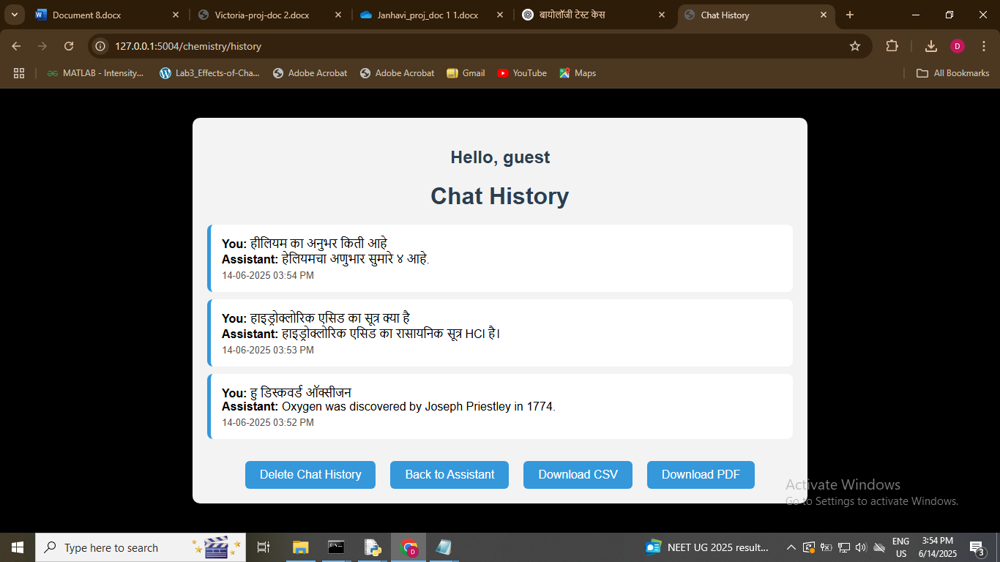 Document 8.docx
Victoria-proj-doc 2.docx
Janhavi_proj_doc 1 1.docx
बायोलॉजी टेस्ट केस
Chat History
127.0.0.1:5004/chemistry/history
D
MATLAB - Intensity...
Lab3_Effects-of-Cha...
Adobe Acrobat
Adobe Acrobat
Gmail
YouTube
Maps
All Bookmarks
Hello, guest
Chat History
You: हीलियम का अनुभर किती आहे
Assistant: हेलियमचा अणुभार सुमारे ४ आहे.
14-06-2025 03:54 PM
You: हाइड्रोक्लोरिक एसिड का सूत्र क्या है
Assistant: हाइड्रोक्लोरिक एसिड का रासायनिक सूत्र HCl है।
14-06-2025 03:53 PM
You: हु डिस्कवर्ड ऑक्सीजन
Assistant: Oxygen was discovered by Joseph Priestley in 1774.
14-06-2025 03:52 PM
Delete Chat History
Back to Assistant
Download CSV
Download PDF
Activate Windows
Go to Settings to activate Windows.
Type here to search
NEET UG 2025 result...
ENG
US
3:54 PM
6/14/2025
3